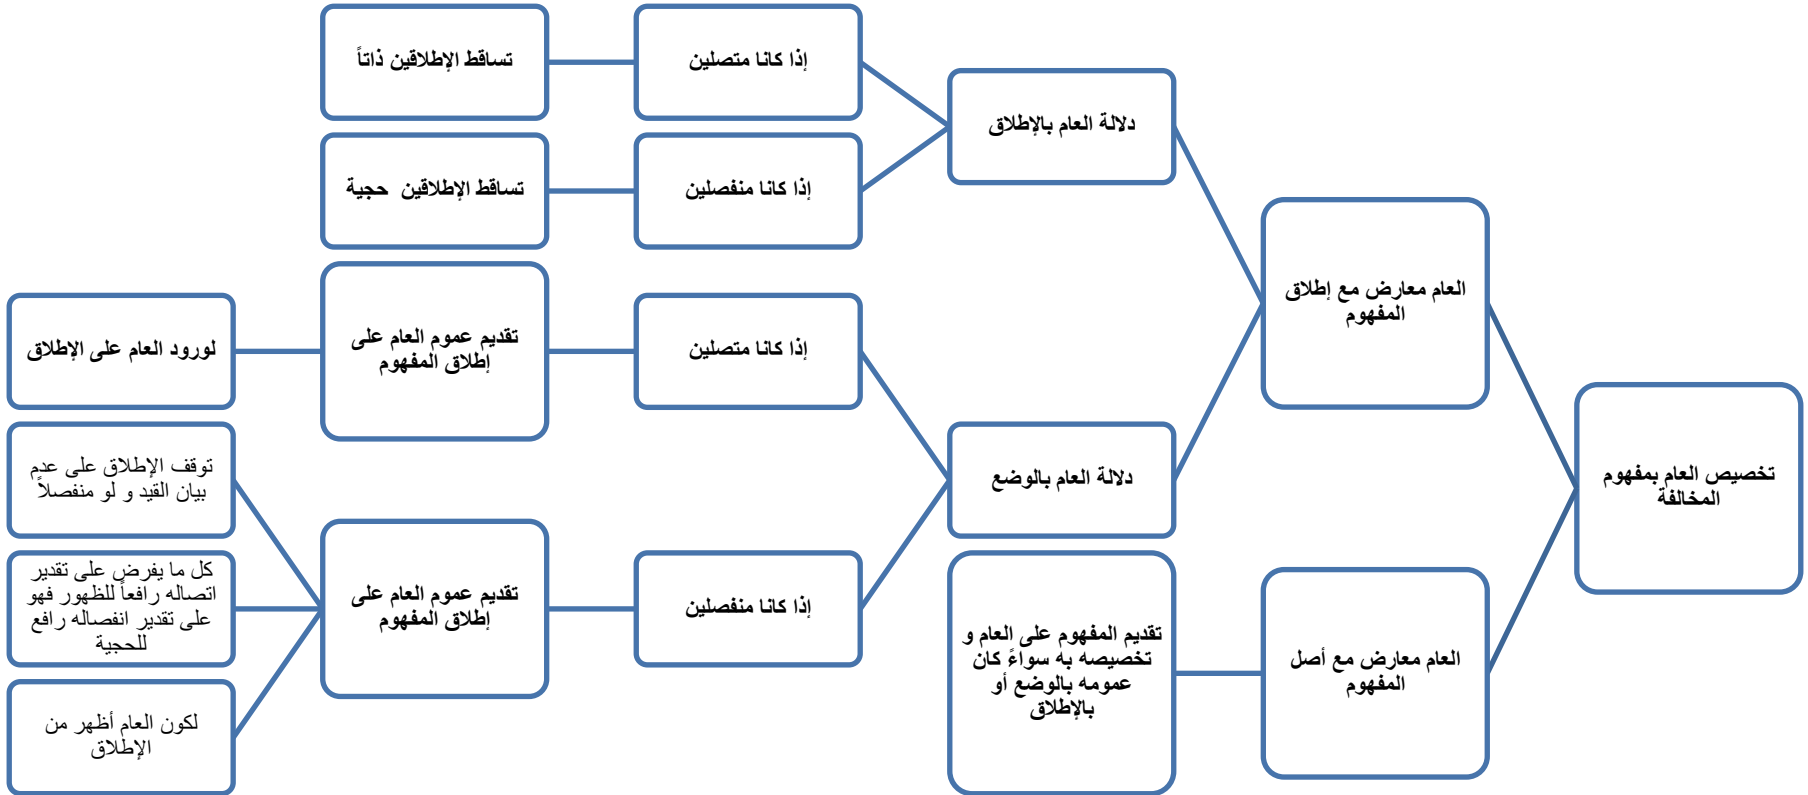 تخصيص العام بمفهوم
المخالفة
العام معارض مع إطلاق
المفهوم
دلالة العام بالإطلاق
إذا كانا متصلين
تساقط الإطلاقين ذاتاً
إذا كانا منفصلين
تساقط الإطلاقين حجية
دلالة العام بالوضع
إذا كانا متصلين
تقديم عموم العام على
إطلاق المفهوم
لورود العام على الإطلاق
إذا كانا منفصلين
تقديم عموم العام على
إطلاق المفهوم
توقف الإطلاق على عدم
بيان القيد و لو منفصلاً
كل ما يفرض على تقدير
اتصاله رافعاً للظهور فهو
على تقدير انفصاله رافع
للحجية
لكون العام أظهر من
الإطلاق
العام معارض مع أصل
المفهوم
تقديم المفهوم على العام و
تخصيصه به سواءً كان
عمومه بالوضع أو
بالإطلاق